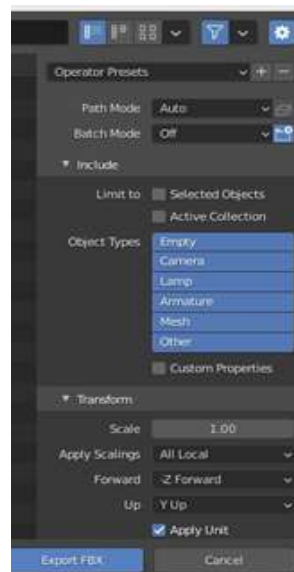 Operator Presets
Path Mode Auto
Batch Mode Off
Include
Limit to Selected Objects
Active Collection
Object Types Empty
Camera
Lamp
Armature
Mesh
Other
Custom Properties
Transform
Scale 1.00
Apply Scalings All Local
Forward -Z Forward
Up Y Up
Apply Unit
Export FBX Cancel